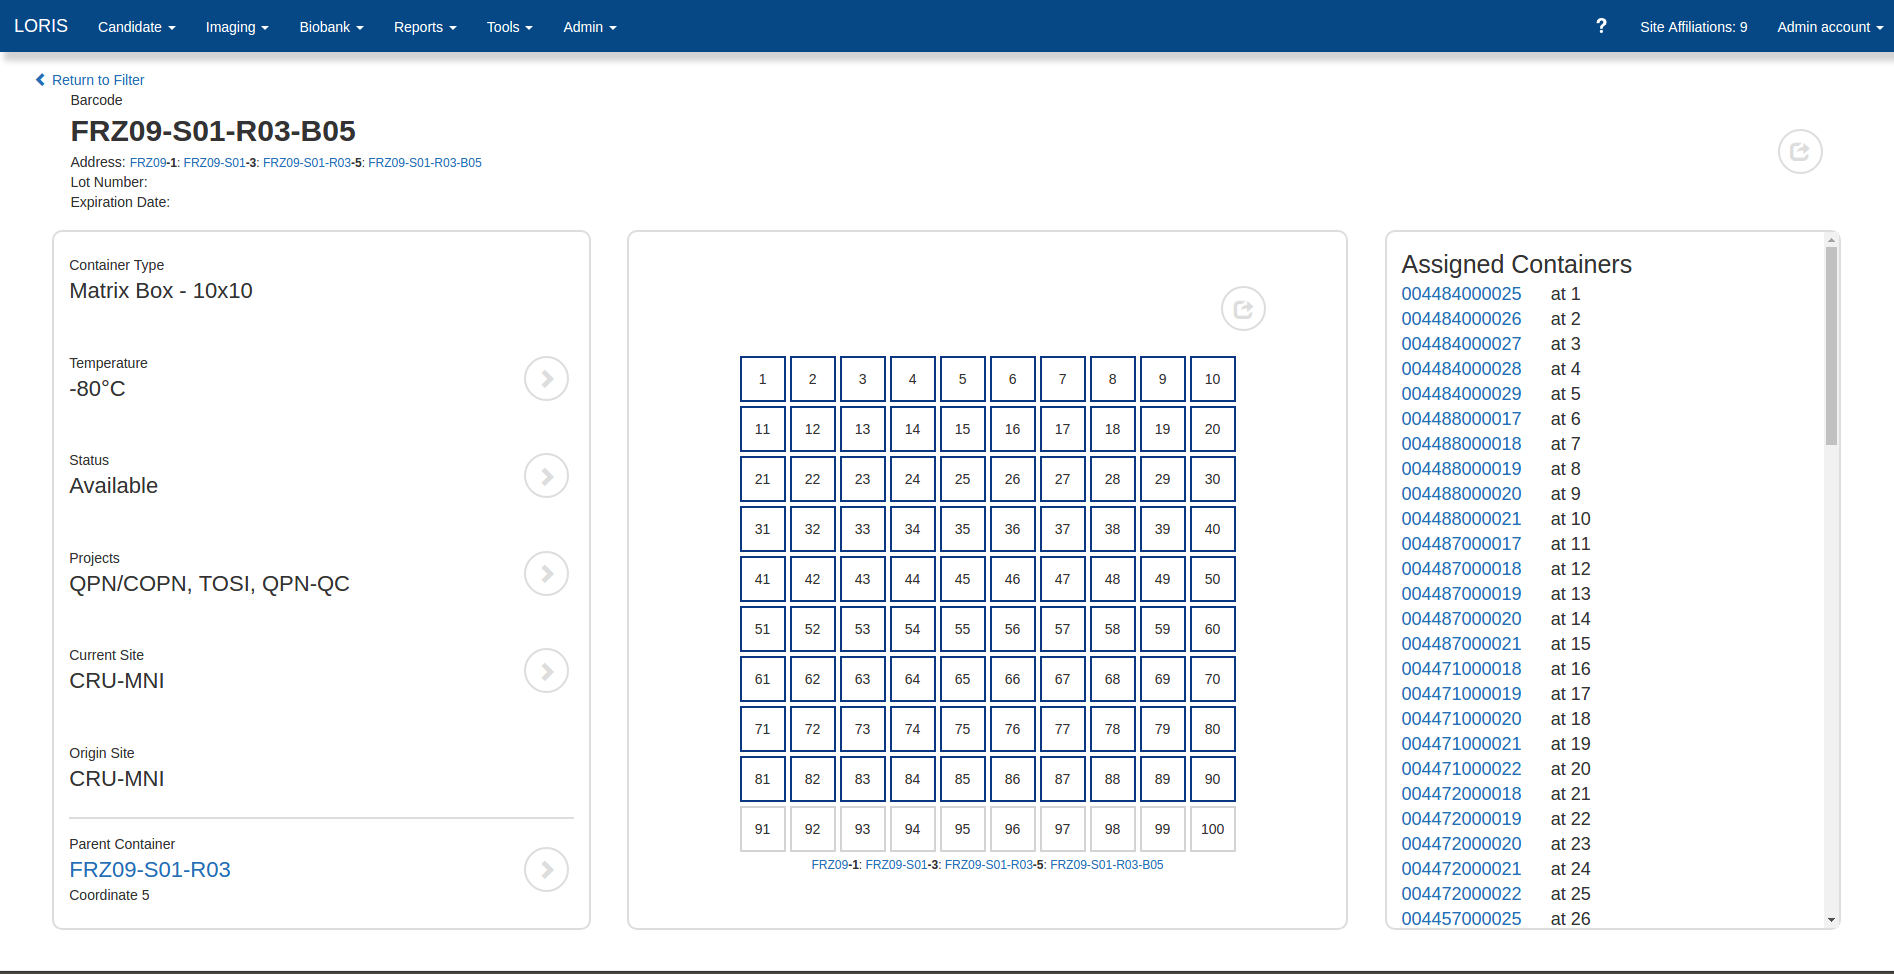 LORIS Candidate Imaging Biobank Reports Tools Admin ? Site Affiliations: 9 Admin account
Return to Filter
Barcode
FRZ09-S01-R03-B05
Address: FRZ09-1: FRZ09-S01-3: FRZ09-S01-R03-5: FRZ09-S01-R03-B05
Lot Number:
Expiration Date:
Container Type
Matrix Box - 10x10
Temperature
-80°C
Status
Available
Projects
QPN/COPN, TOSI, QPN-QC
Current Site
CRU-MNI
Origin Site
CRU-MNI
Parent Container
FRZ09-S01-R03
Coordinate 5
1 2 3 4 5 6 7 8 9 10
11 12 13 14 15 16 17 18 19 20
21 22 23 24 25 26 27 28 29 30
31 32 33 34 35 36 37 38 39 40
41 42 43 44 45 46 47 48 49 50
51 52 53 54 55 56 57 58 59 60
61 62 63 64 65 66 67 68 69 70
71 72 73 74 75 76 77 78 79 80
81 82 83 84 85 86 87 88 89 90
91 92 93 94 95 96 97 98 99 100
FRZ09-1: FRZ09-S01-3: FRZ09-S01-R03-5: FRZ09-S01-R03-B05
Assigned Containers
004484000025 at 1
004484000026 at 2
004484000027 at 3
004484000028 at 4
004484000029 at 5
004488000017 at 6
004488000018 at 7
004488000019 at 8
004488000020 at 9
004488000021 at 10
004487000017 at 11
004487000018 at 12
004487000019 at 13
004487000020 at 14
004487000021 at 15
004471000018 at 16
004471000019 at 17
004471000020 at 18
004471000021 at 19
004471000022 at 20
004472000018 at 21
004472000019 at 22
004472000020 at 23
004472000021 at 24
004472000022 at 25
004457000025 at 26